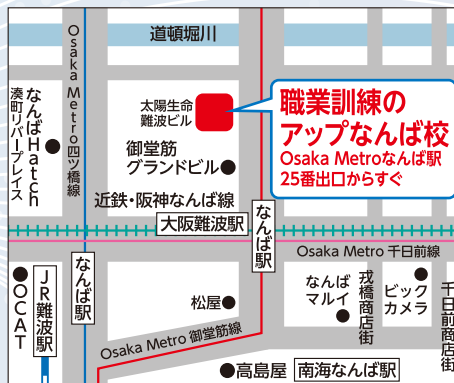 道頓堀川
Osaka Metro四ツ橋線
なんばHatch
湊町リバープレイス
太陽生命
難波ビル
職業訓練の
アップなんば校
Osaka Metroなんば駅
25番出口からすぐ
御堂筋
グランドビル
近鉄・阪神なんば線
大阪難波駅
なんば駅
Osaka Metro 千日前線
なんば駅
JR難波駅
OCAT
松屋
なんば
マルイ
戎橋商店街
ビック
カメラ
千日前商店街
Osaka Metro 御堂筋線
高島屋
南海なんば駅